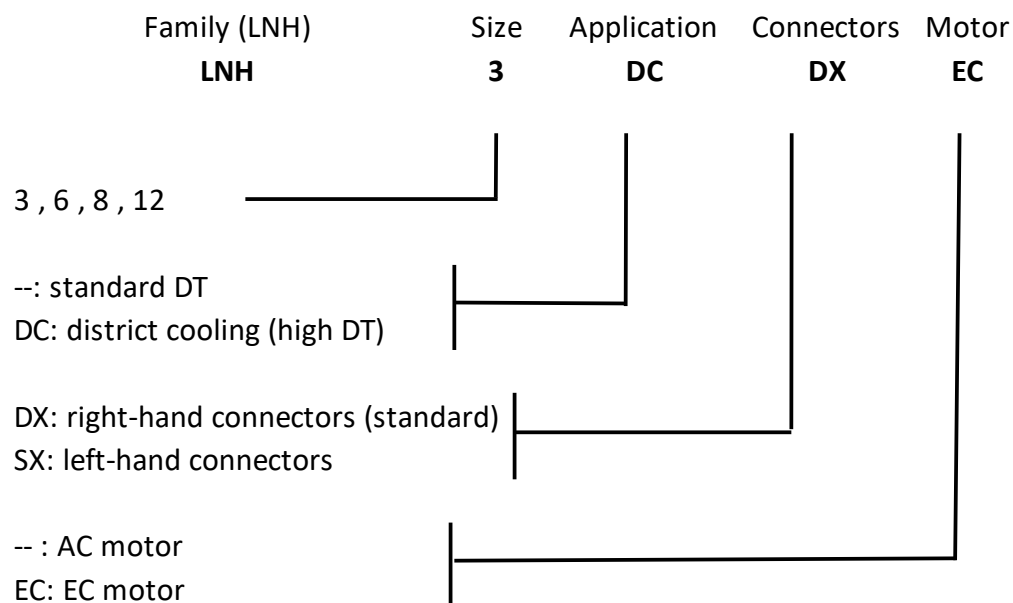 Family (LNH) Size Application Connectors Motor
LNH 3 DC DX EC
3 , 6 , 8 , 12
--: standard DT
DC: district cooling (high DT)
DX: right-hand connectors (standard)
SX: left-hand connectors
-- : AC motor
EC: EC motor